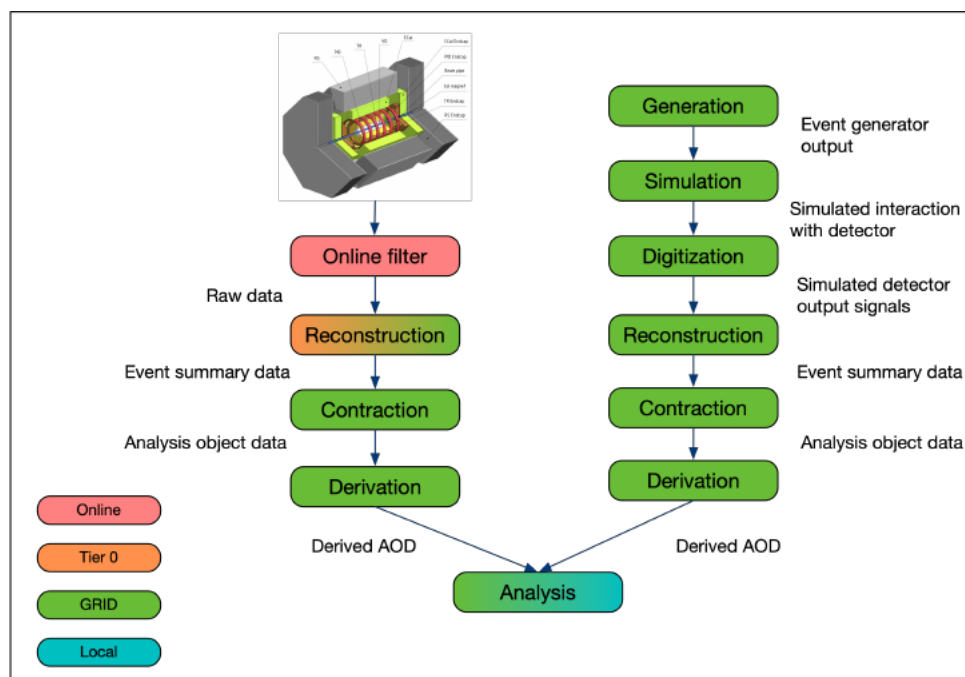 ECal
Generation
Event generator
output
Simulation
Simulated interaction
with detector
Online filter
Digitization
Raw data
Simulated detector
output signals
Reconstruction
Reconstruction
Event summary data
Event summary data
Contraction
Contraction
Analysis object data
Analysis object data
Derivation
Derivation
Online
Derived AOD
Derived AOD
Tier 0
Analysis
GRID
Local